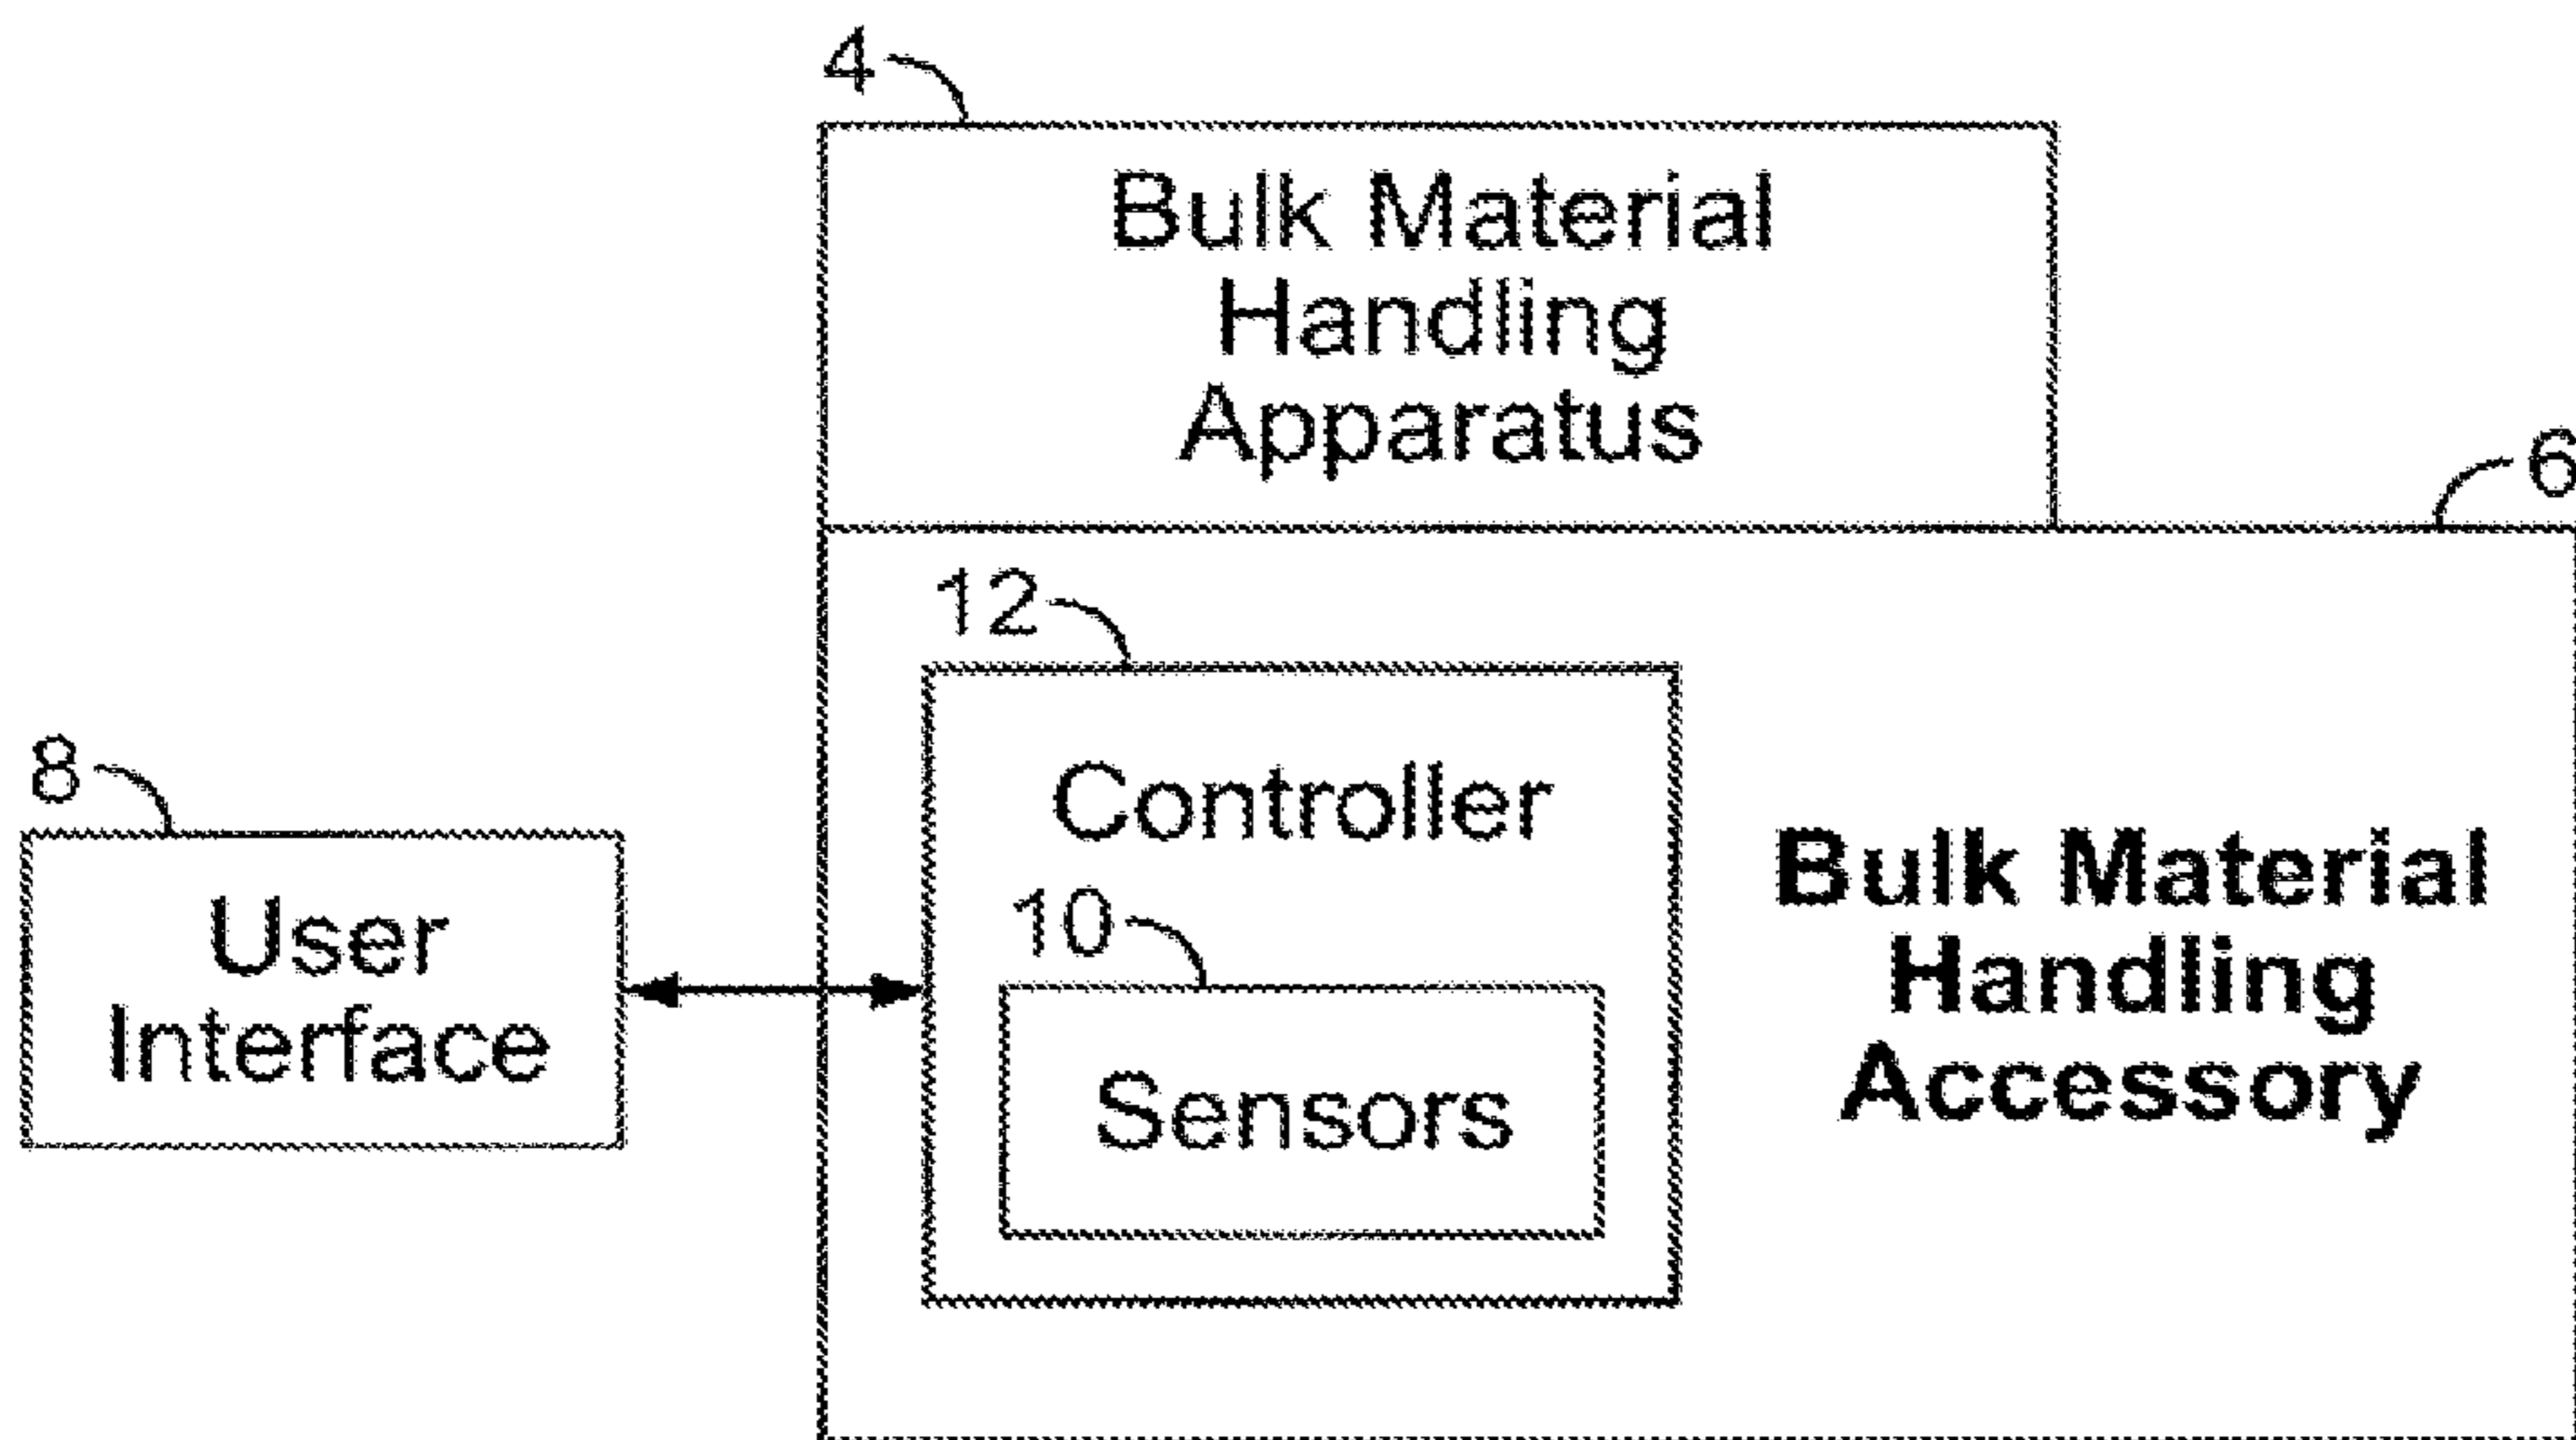 4
Bulk Material
Handling
Apparatus
6
12
Controller
8
User
Interface
10
Sensors
Bulk Material
Handling
Accessory